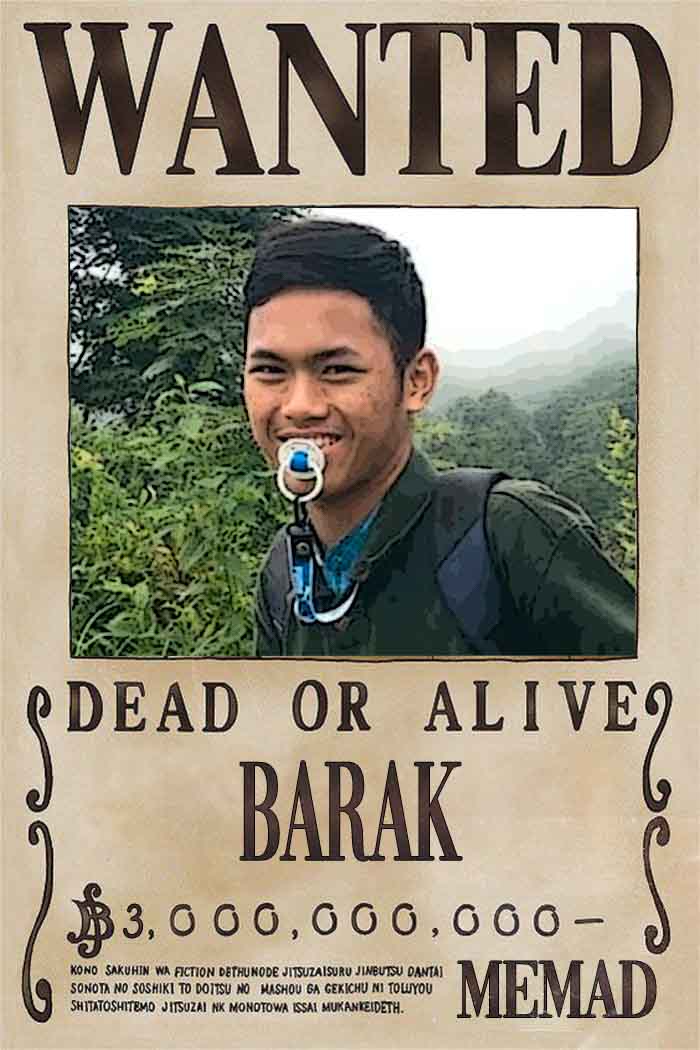 WANTED
DEAD OR ALIVE
BARAK
฿3,000,000,000-
KONO SAKUHIN WA FICTION DETHUNODE JITSUZAISURU JINBUTSU DANTAI
SONOTA NO SOSHIKI TO DOITSU NO MASHOU GA GEKICHU NI TOUJYOU
SHITATOSHITEMO JITSUZAI NK MONOTOWA ISSAI MUKANKEIDETH.
MEMAD